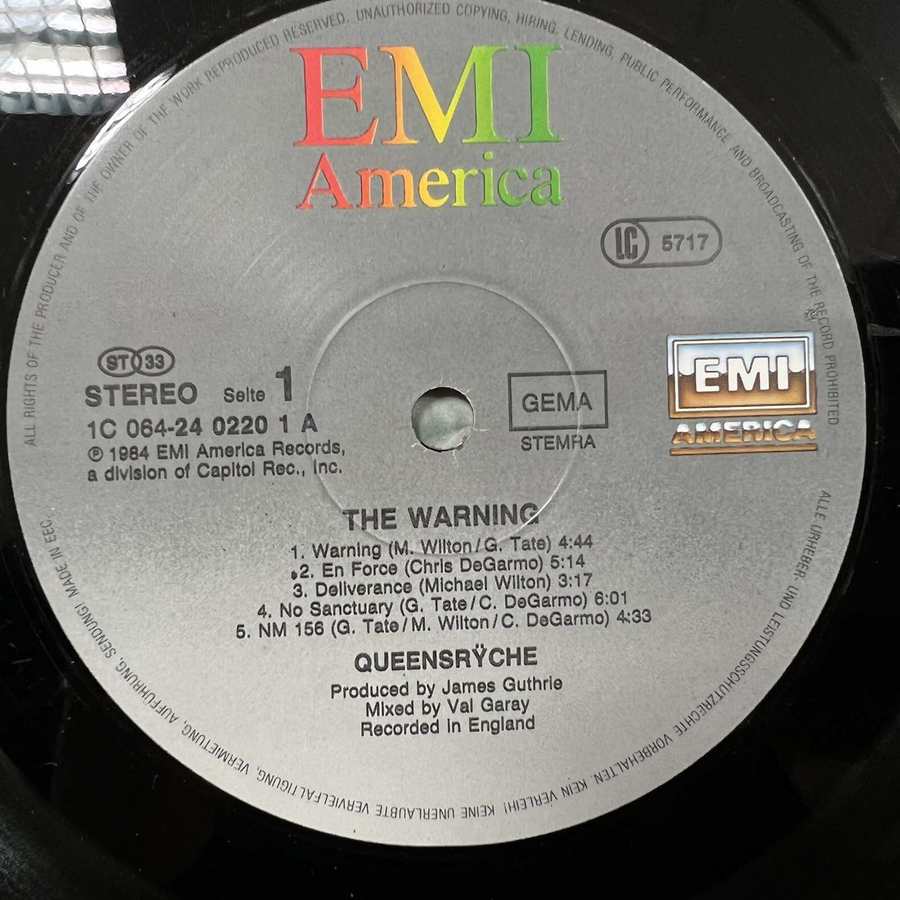 ALL RIGHTS OF THE PRODUCER AND OF THE OWNER OF THE WORK REPRODUCED RESERVED. UNAUTHORIZED COPYING, HIRING, LENDING, PUBLIC PERFORMANCE AND BROADCASTING OF THE RECORD PROHIBITED
EMI
America
LC 5717
EMI
AMERICA
ST 33
STEREO Seite 1
1C 064-24 0220 1 A
℗ 1984 EMI America Records,
a division of Capitol Rec., Inc.
GEMA
STEMRA
THE WARNING
1. Warning (M. Wilton/G. Tate) 4:44
2. En Force (Chris DeGarmo) 5:14
3. Deliverance (Michael Wilton) 3:17
4. No Sanctuary (G. Tate/C. DeGarmo) 6:01
5. NM 156 (G. Tate/M. Wilton/C. DeGarmo) 4:33
QUEENSRŸCHE
Produced by James Guthrie
Mixed by Val Garay
Recorded in England
ALLE URHEBER- UND LEISTUNGSSCHUTZRECHTE VORBEHALTEN. KEIN VERLEIH! KEINE UNERLAUBTE VERVIELFÄLTIGUNG, VERMIETUNG, AUFFÜHRUNG, SENDUNG! MADE IN EEC.